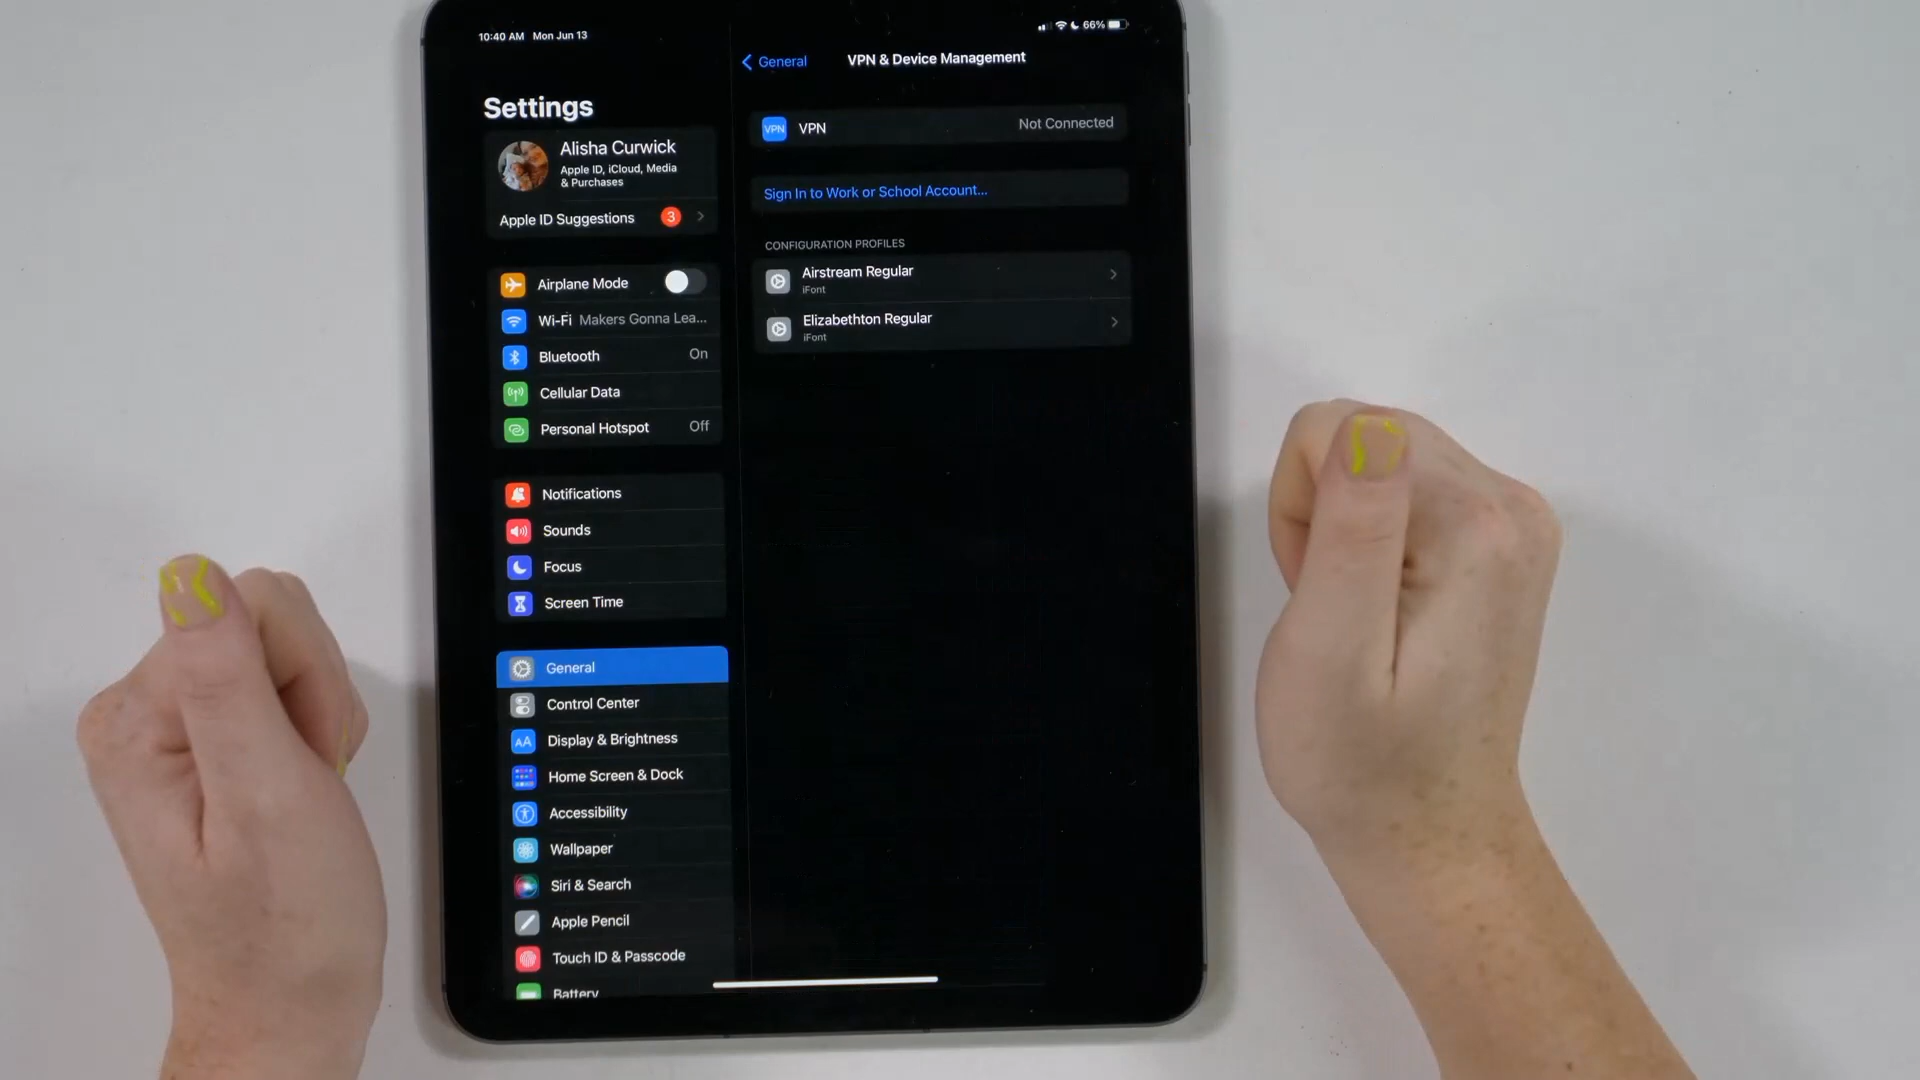 10:40 AM Mon Jun 13
66%
Settings
Alisha Curwick
Apple ID, iCloud, Media
& Purchases
Apple ID Suggestions 3
Airplane Mode
Wi-Fi Makers Gonna Lea...
Bluetooth On
Cellular Data
Personal Hotspot Off
Notifications
Sounds
Focus
Screen Time
General
Control Center
AA Display & Brightness
Home Screen & Dock
Accessibility
Wallpaper
Siri & Search
Apple Pencil
Touch ID & Passcode
Battery
General
VPN & Device Management
VPN VPN Not Connected
Sign In to Work or School Account...
CONFIGURATION PROFILES
Airstream Regular
iFont
Elizabethton Regular
iFont